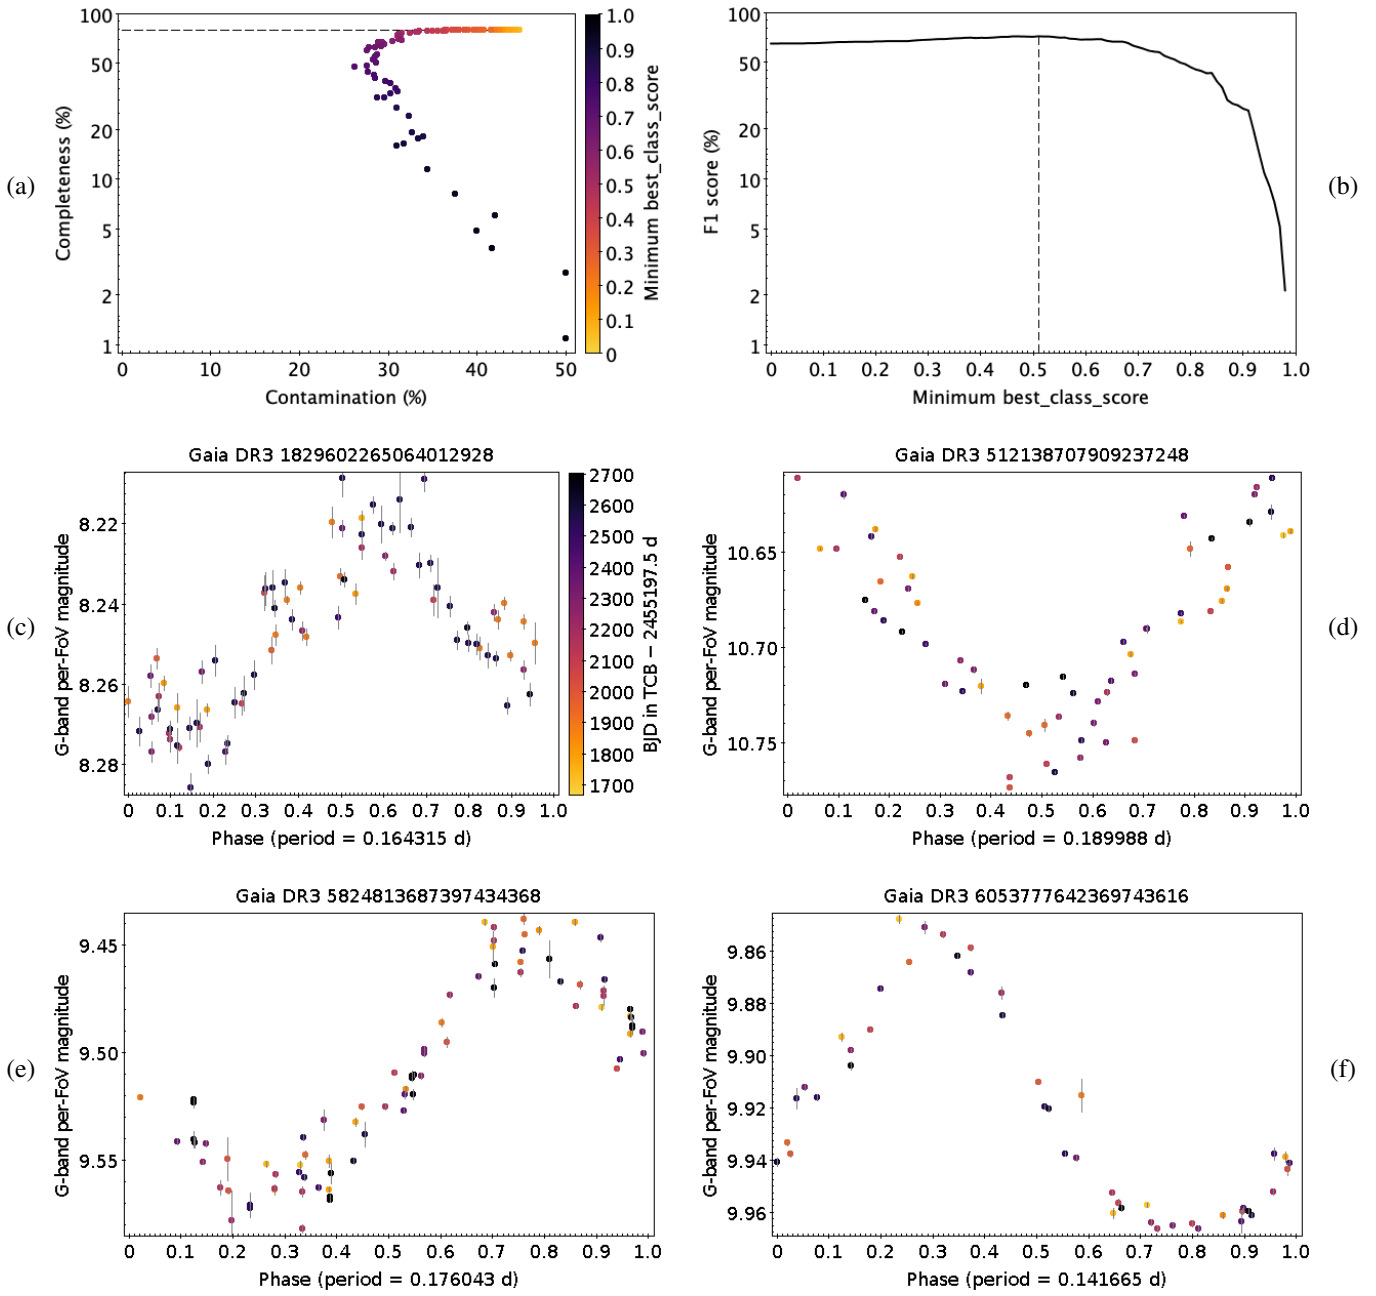 (a)
Completeness (%)
100
50
20
10
5
2
1
0 10 20 30 40 50
Contamination (%)
1.0
0.9
0.8
0.7
0.6
0.5
0.4
0.3
0.2
0.1
0
Minimum best_class_score
(b)
F1 score (%)
100
50
20
10
5
2
1
0 0.1 0.2 0.3 0.4 0.5 0.6 0.7 0.8 0.9 1.0
Minimum best_class_score
(c)
Gaia DR3 1829602265064012928
G-band per-FoV magnitude
8.22
8.24
8.26
8.28
0 0.1 0.2 0.3 0.4 0.5 0.6 0.7 0.8 0.9 1.0
Phase (period = 0.164315 d)
2700
2600
2500
2400
2300
2200
2100
2000
1900
1800
1700
BJD in TCB − 2455197.5 d
(d)
Gaia DR3 512138707909237248
G-band per-FoV magnitude
10.65
10.70
10.75
0 0.1 0.2 0.3 0.4 0.5 0.6 0.7 0.8 0.9 1.0
Phase (period = 0.189988 d)
(e)
Gaia DR3 5824813687397434368
G-band per-FoV magnitude
9.45
9.50
9.55
0 0.1 0.2 0.3 0.4 0.5 0.6 0.7 0.8 0.9 1.0
Phase (period = 0.176043 d)
(f)
Gaia DR3 6053777642369743616
G-band per-FoV magnitude
9.86
9.88
9.90
9.92
9.94
9.96
0 0.1 0.2 0.3 0.4 0.5 0.6 0.7 0.8 0.9 1.0
Phase (period = 0.141665 d)